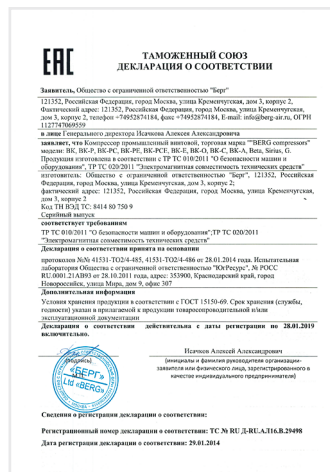 EAC
ТАМОЖЕННЫЙ СОЮЗ
ДЕКЛАРАЦИЯ О СООТВЕТСТВИИ
Заявитель, Общество с ограниченной ответственностью "Берг"
121352, Российская Федерация, город Москва, улица Кременчугская, дом 3, корпус 2,
Фактический адрес: 121352, Российская Федерация, город Москва, улица Кременчугская,
дом 3, корпус 2, телефон +74952874184, факс +74952874184, E-mail: info@berg-air.ru, ОГРН
1127747069559
в лице Генерального директора Исачкова Алексея Александровича
заявляет, что Компрессор промышленный винтовой, торговая марка ""BERG compressors"
модели: ВК, ВК-Р, ВК-РС, ВК-РЕ, ВК-РСЕ, ВК-Е, ВК-О, ВК-С, ВК-А, Beta, Sirius, G.
Продукция изготовлена в соответствии с ТР ТС 010/2011 "О безопасности машин и
оборудования", ТР ТС 020/2011 "Электромагнитная совместимость технических средств"
изготовитель: Общество с ограниченной ответственностью "Берг", 121352, Российская
Федерация, город Москва, улица Кременчугская, дом 3, корпус 2;
фактический адрес: 121352, Российская Федерация, город Москва, улица Кременчугская, дом
3, корпус 2
Код ТН ВЭД ТС: 8414 80 750 9
Серийный выпуск
соответствует требованиям
ТР ТС 010/2011 "О безопасности машин и оборудования";ТР ТС 020/2011
"Электромагнитная совместимость технических средств"
Декларация о соответствии принята на основании
протоколов №№ 41531-ТО2/4-485, 41531-ТО2/4-486 от 28.01.2014 года. Испытательная
лаборатория Общества с ограниченной ответственностью "ЮгРесурс", № РОСС
RU.0001.21АВ93 от 28.10.2011 года, адрес: 353900, Краснодарский край, город
Новороссийск, улица Мира, дом 9, офис 307
Дополнительная информация
Условия хранения продукции в соответствии с ГОСТ 15150-69. Срок хранения (службы,
годности) указан в прилагаемой к продукции товаросопроводительной и/или
эксплуатационной документации
Декларация о соответствии действительна с даты регистрации по 28.01.2019
включительно.
Исачков Алексей Александрович
(подпись)
(инициалы и фамилия руководителя организации-
заявителя или физического лица, зарегистрированного в
качестве индивидуального предпринимателя)
«БЕРГ»
Ltd «BERG»
Сведения о регистрации декларации о соответствии:
Регистрационный номер декларации о соответствии: ТС № RU Д-RU.АЛ16.В.29498
Дата регистрации декларации о соответствии: 29.01.2014